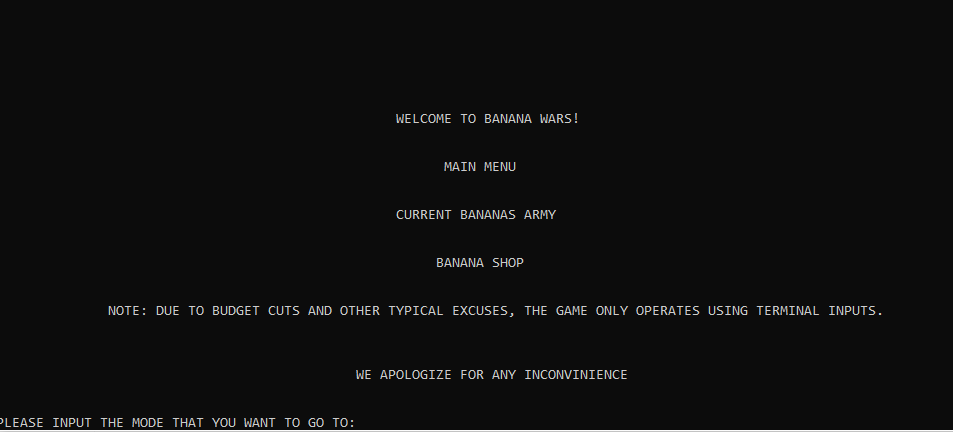 WELCOME TO BANANA WARS!
MAIN MENU
CURRENT BANANAS ARMY
BANANA SHOP
NOTE: DUE TO BUDGET CUTS AND OTHER TYPICAL EXCUSES, THE GAME ONLY OPERATES USING TERMINAL INPUTS.
WE APOLOGIZE FOR ANY INCONVINIENCE
PLEASE INPUT THE MODE THAT YOU WANT TO GO TO: